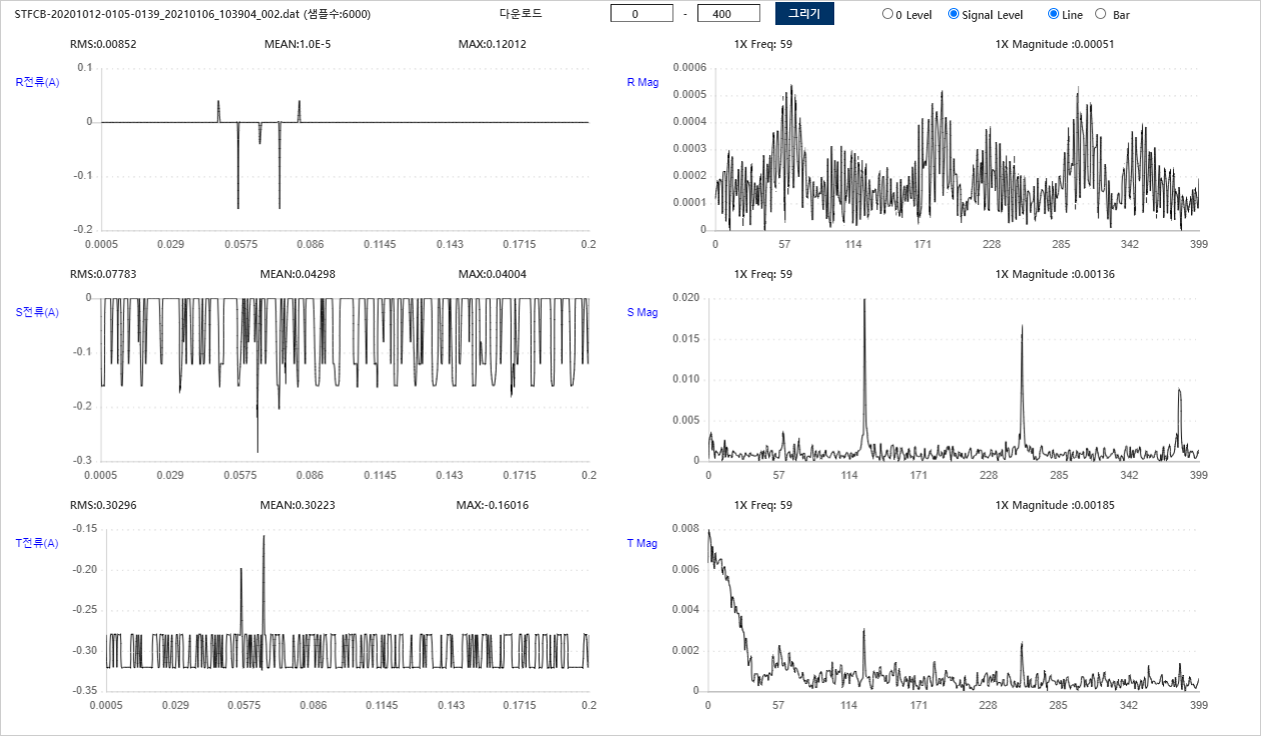 STFCB-20201012-0105-0139_20210106_103904_002.dat (샘플수:6000) 다운로드 0 - 400 그리기 0 Level Signal Level Line Bar
RMS:0.00852 MEAN:1.0E-5 MAX:0.12012 1X Freq: 59 1X Magnitude :0.00051
R전류(A)
0.1
0
-0.1
-0.2
0.0005 0.029 0.0575 0.086 0.1145 0.143 0.1715 0.2
R Mag
0.0006
0.0005
0.0004
0.0003
0.0002
0.0001
0
0 57 114 171 228 285 342 399
RMS:0.07783 MEAN:0.04298 MAX:0.04004 1X Freq: 59 1X Magnitude :0.00136
S전류(A)
0
-0.1
-0.2
-0.3
0.0005 0.029 0.0575 0.086 0.1145 0.143 0.1715 0.2
S Mag
0.020
0.015
0.010
0.005
0
0 57 114 171 228 285 342 399
RMS:0.30296 MEAN:0.30223 MAX:-0.16016 1X Freq: 59 1X Magnitude :0.00185
T전류(A)
-0.15
-0.20
-0.25
-0.30
-0.35
0.0005 0.029 0.0575 0.086 0.1145 0.143 0.1715 0.2
T Mag
0.008
0.006
0.004
0.002
0
0 57 114 171 228 285 342 399